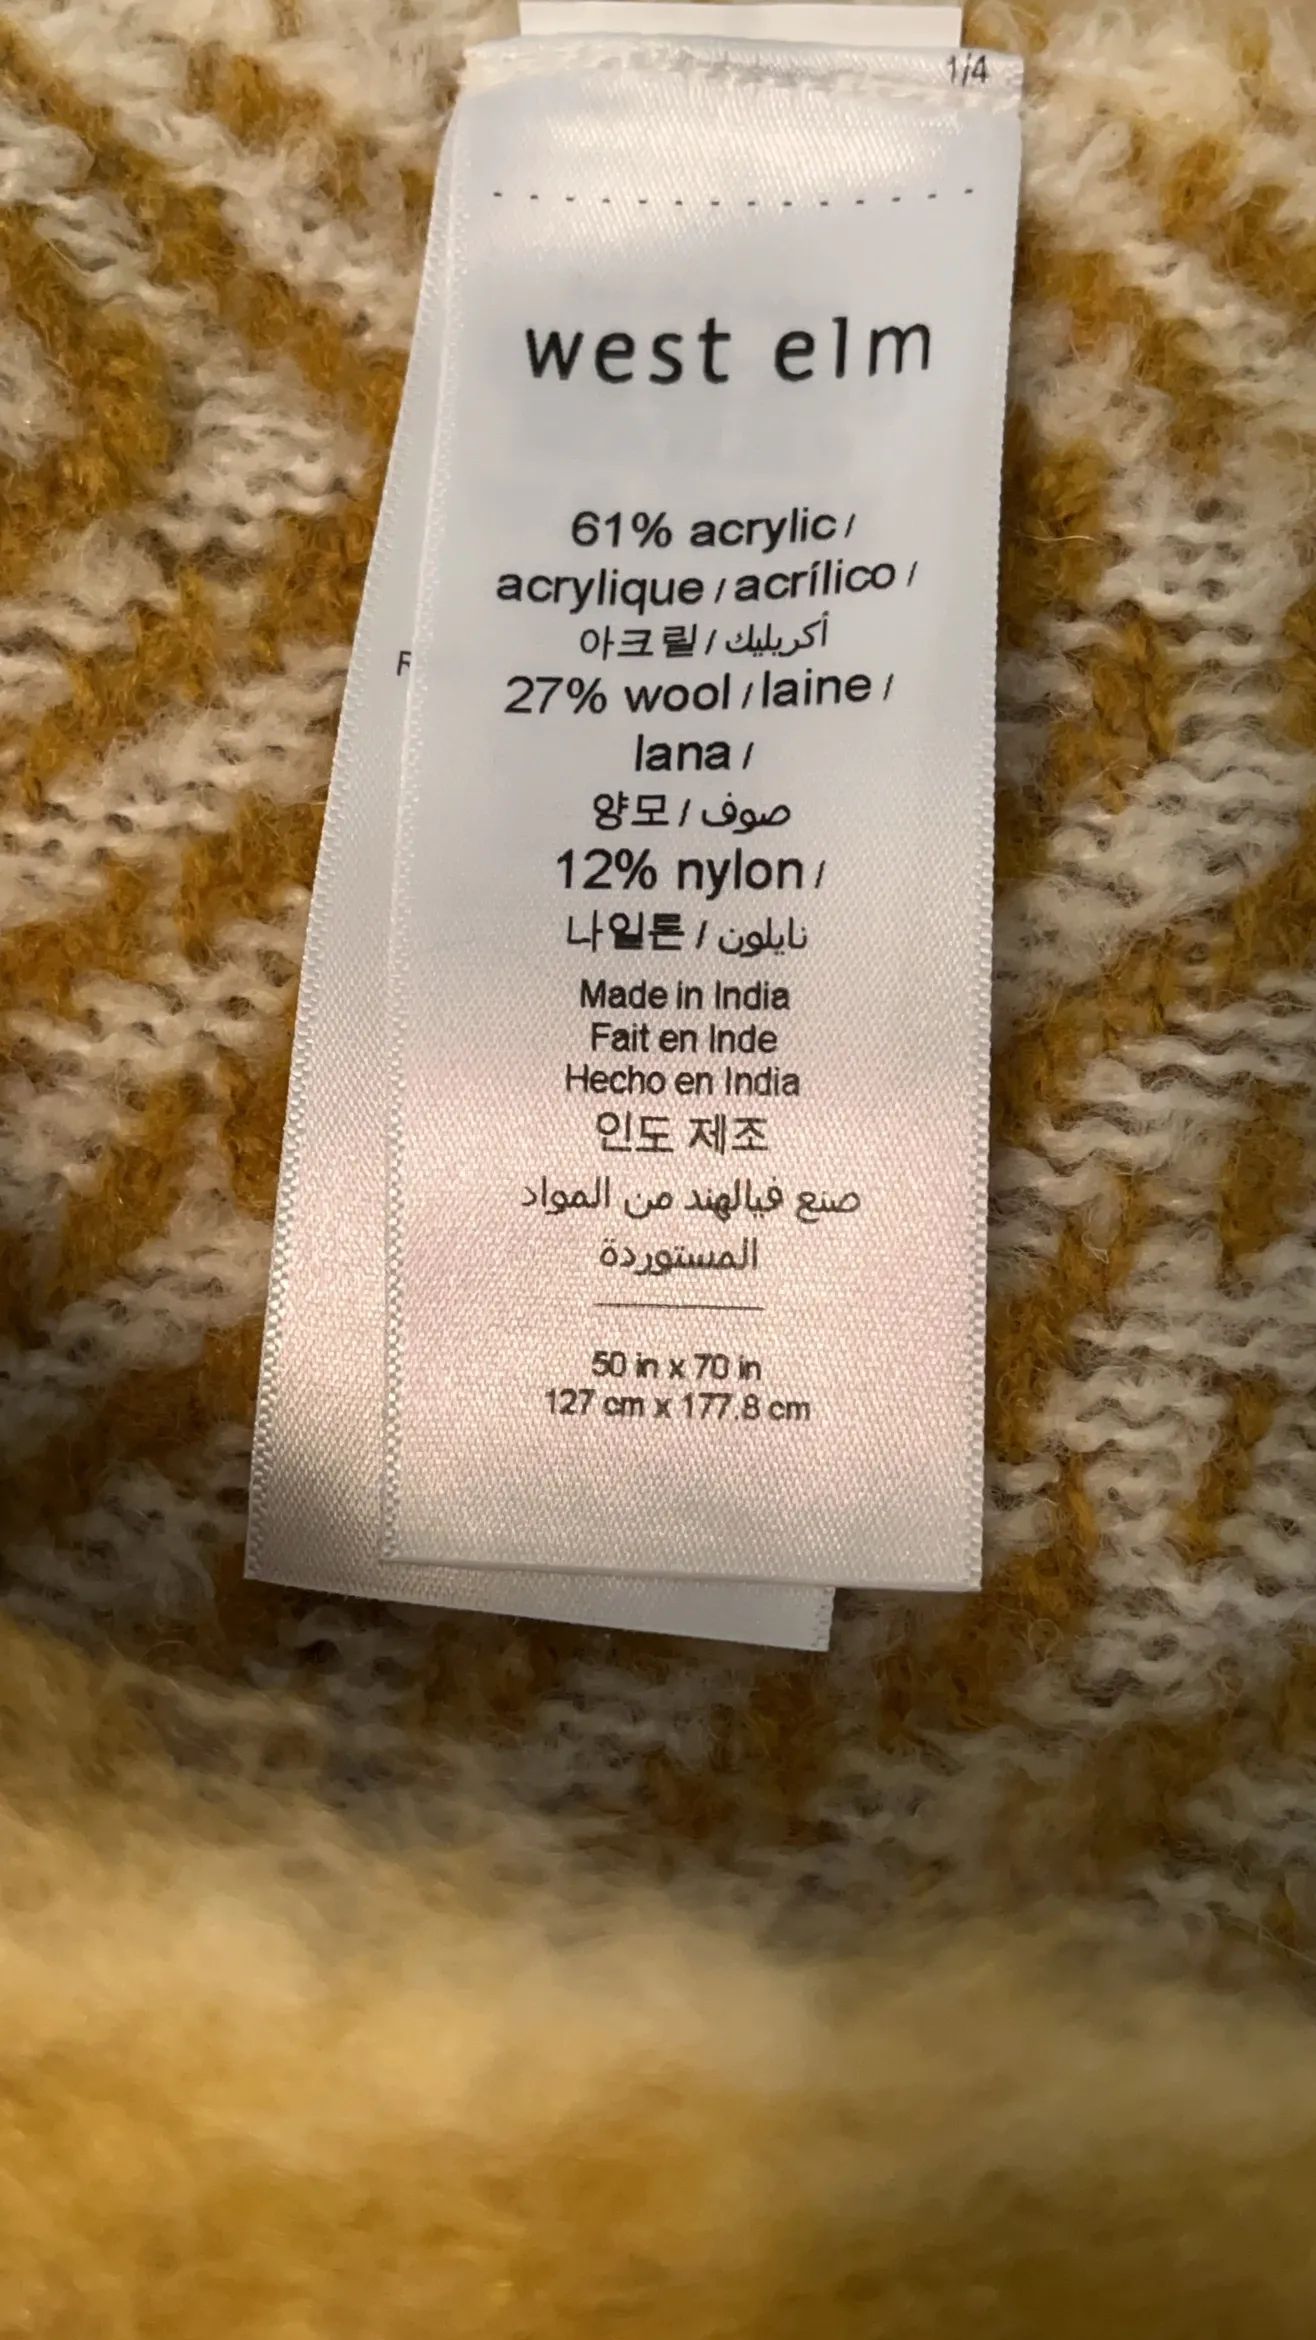 1/4
west elm
61% acrylic /
acrylique / acrílico /
아크릴 / أكريليك
27% wool / laine /
lana /
양모 / صوف
12% nylon /
나일론 / نايلون
Made in India
Fait en Inde
Hecho en India
인도 제조
صنع فيالهند من المواد
المستوردة
50 in x 70 in
127 cm x 177.8 cm